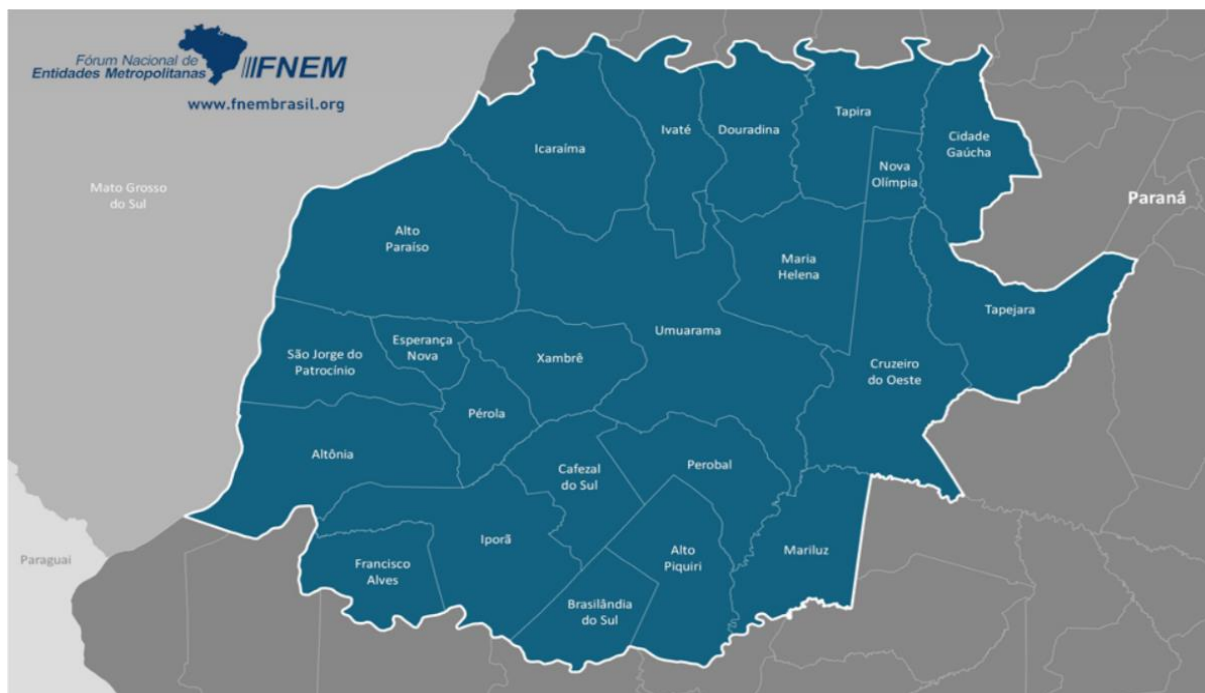 Fórum Nacional de
Entidades Metropolitanas
FNEM
www.fnembrasil.org
Mato Grosso
do Sul
Paraguai
Paraná
Icaraíma
Ivaté
Douradina
Tapira
Cidade
Gaúcha
Nova
Olímpia
Alto
Paraíso
Maria
Helena
Tapejara
Umuarama
São Jorge do
Patrocínio
Esperança
Nova
Xambrê
Cruzeiro
do Oeste
Pérola
Altônia
Cafezal
do Sul
Perobal
Iporã
Francisco
Alves
Alto
Piquiri
Mariluz
Brasilândia
do Sul